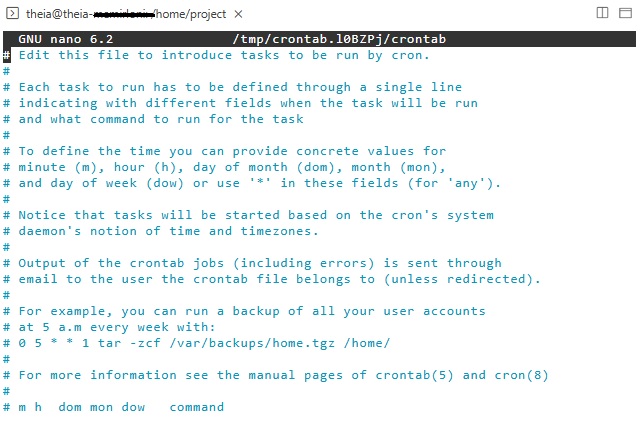 theia@theia- /home/project ×
GNU nano 6.2 /tmp/crontab.l0BZPj/crontab
# Edit this file to introduce tasks to be run by cron.
#
# Each task to run has to be defined through a single line
# indicating with different fields when the task will be run
# and what command to run for the task
#
# To define the time you can provide concrete values for
# minute (m), hour (h), day of month (dom), month (mon),
# and day of week (dow) or use '*' in these fields (for 'any').
#
# Notice that tasks will be started based on the cron's system
# daemon's notion of time and timezones.
#
# Output of the crontab jobs (including errors) is sent through
# email to the user the crontab file belongs to (unless redirected).
#
# For example, you can run a backup of all your user accounts
# at 5 a.m every week with:
# 0 5 * * 1 tar -zcf /var/backups/home.tgz /home/
#
# For more information see the manual pages of crontab(5) and cron(8)
#
# m h  dom mon dow   command